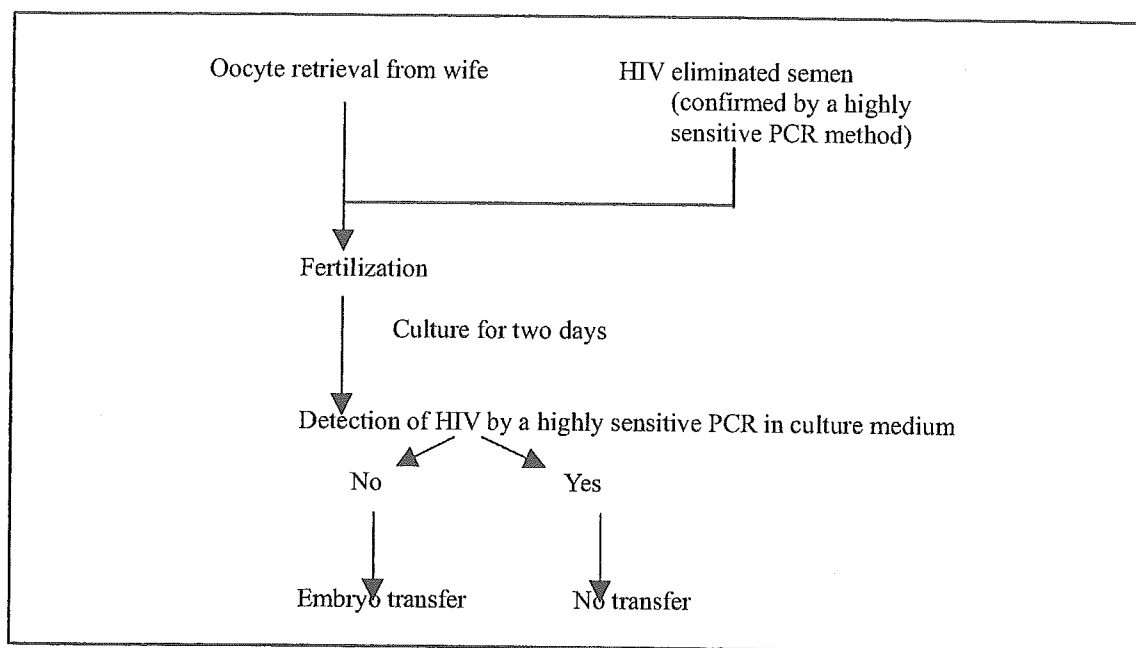 Oocyte retrieval from wife
HIV eliminated semen
(confirmed by a highly
sensitive PCR method)
Fertilization
Culture for two days
Detection of HIV by a highly sensitive PCR in culture medium
No
Yes
Embryo transfer
No transfer